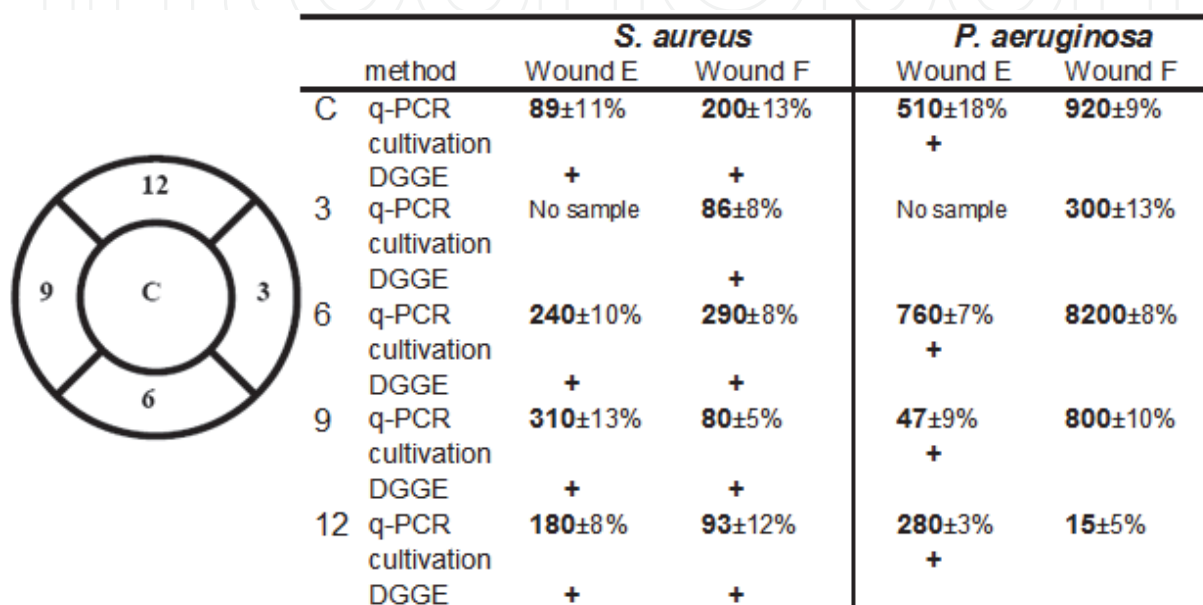 S. aureus P. aeruginosa
method Wound E Wound F Wound E Wound F
C q-PCR 89±11% 200±13% 510±18% 920±9%
cultivation +
DGGE + +
3 q-PCR No sample 86±8% No sample 300±13%
cultivation
DGGE +
6 q-PCR 240±10% 290±8% 760±7% 8200±8%
cultivation +
DGGE + +
9 q-PCR 310±13% 80±5% 47±9% 800±10%
cultivation +
DGGE + +
12 q-PCR 180±8% 93±12% 280±3% 15±5%
cultivation +
DGGE + +
12
9 C 3
6